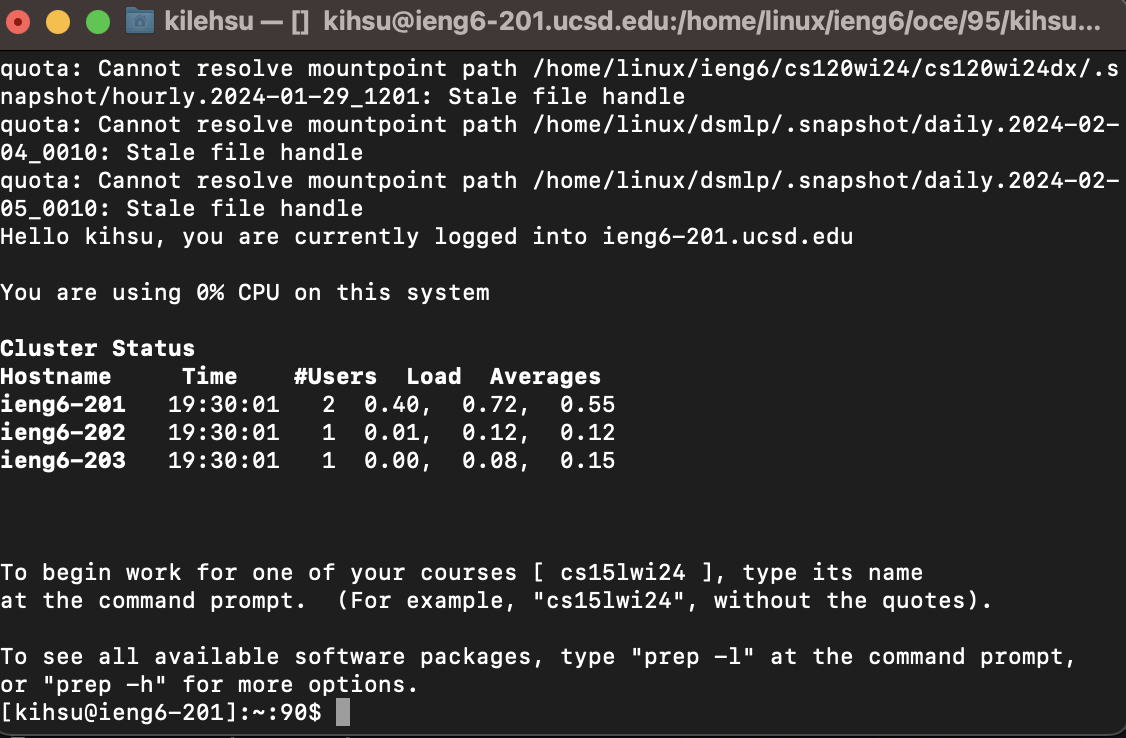 kilehsu — [] kihsu@ieng6-201.ucsd.edu:/home/linux/ieng6/oce/95/kihsu...
quota: Cannot resolve mountpoint path /home/linux/ieng6/cs120wi24/cs120wi24dx/.s
napshot/hourly.2024-01-29_1201: Stale file handle
quota: Cannot resolve mountpoint path /home/linux/dsmlp/.snapshot/daily.2024-02-
04_0010: Stale file handle
quota: Cannot resolve mountpoint path /home/linux/dsmlp/.snapshot/daily.2024-02-
05_0010: Stale file handle
Hello kihsu, you are currently logged into ieng6-201.ucsd.edu
You are using 0% CPU on this system
Cluster Status
Hostname     Time    #Users  Load  Averages
ieng6-201   19:30:01   2  0.40,  0.72,  0.55
ieng6-202   19:30:01   1  0.01,  0.12,  0.12
ieng6-203   19:30:01   1  0.00,  0.08,  0.15
To begin work for one of your courses [ cs15lwi24 ], type its name
at the command prompt.  (For example, "cs15lwi24", without the quotes).
To see all available software packages, type "prep -l" at the command prompt,
or "prep -h" for more options.
[kihsu@ieng6-201]:~:90$